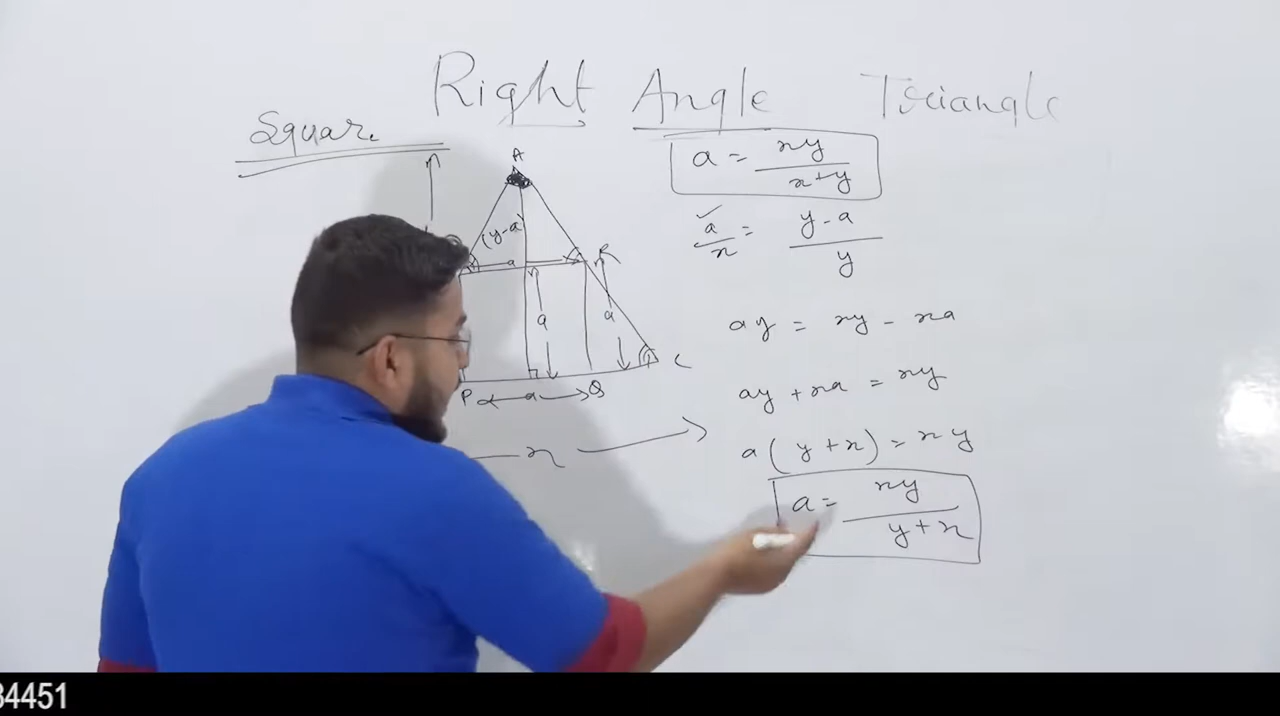 Right Angle Triangle
Square
A
a = xy / x+y
a/x = y-a / y
(y-a)
a
R
a
a
ay = xy - xa
C
ay + xa = xy
P a Q
a(y+x) = xy
x
a = xy / y+x
34451